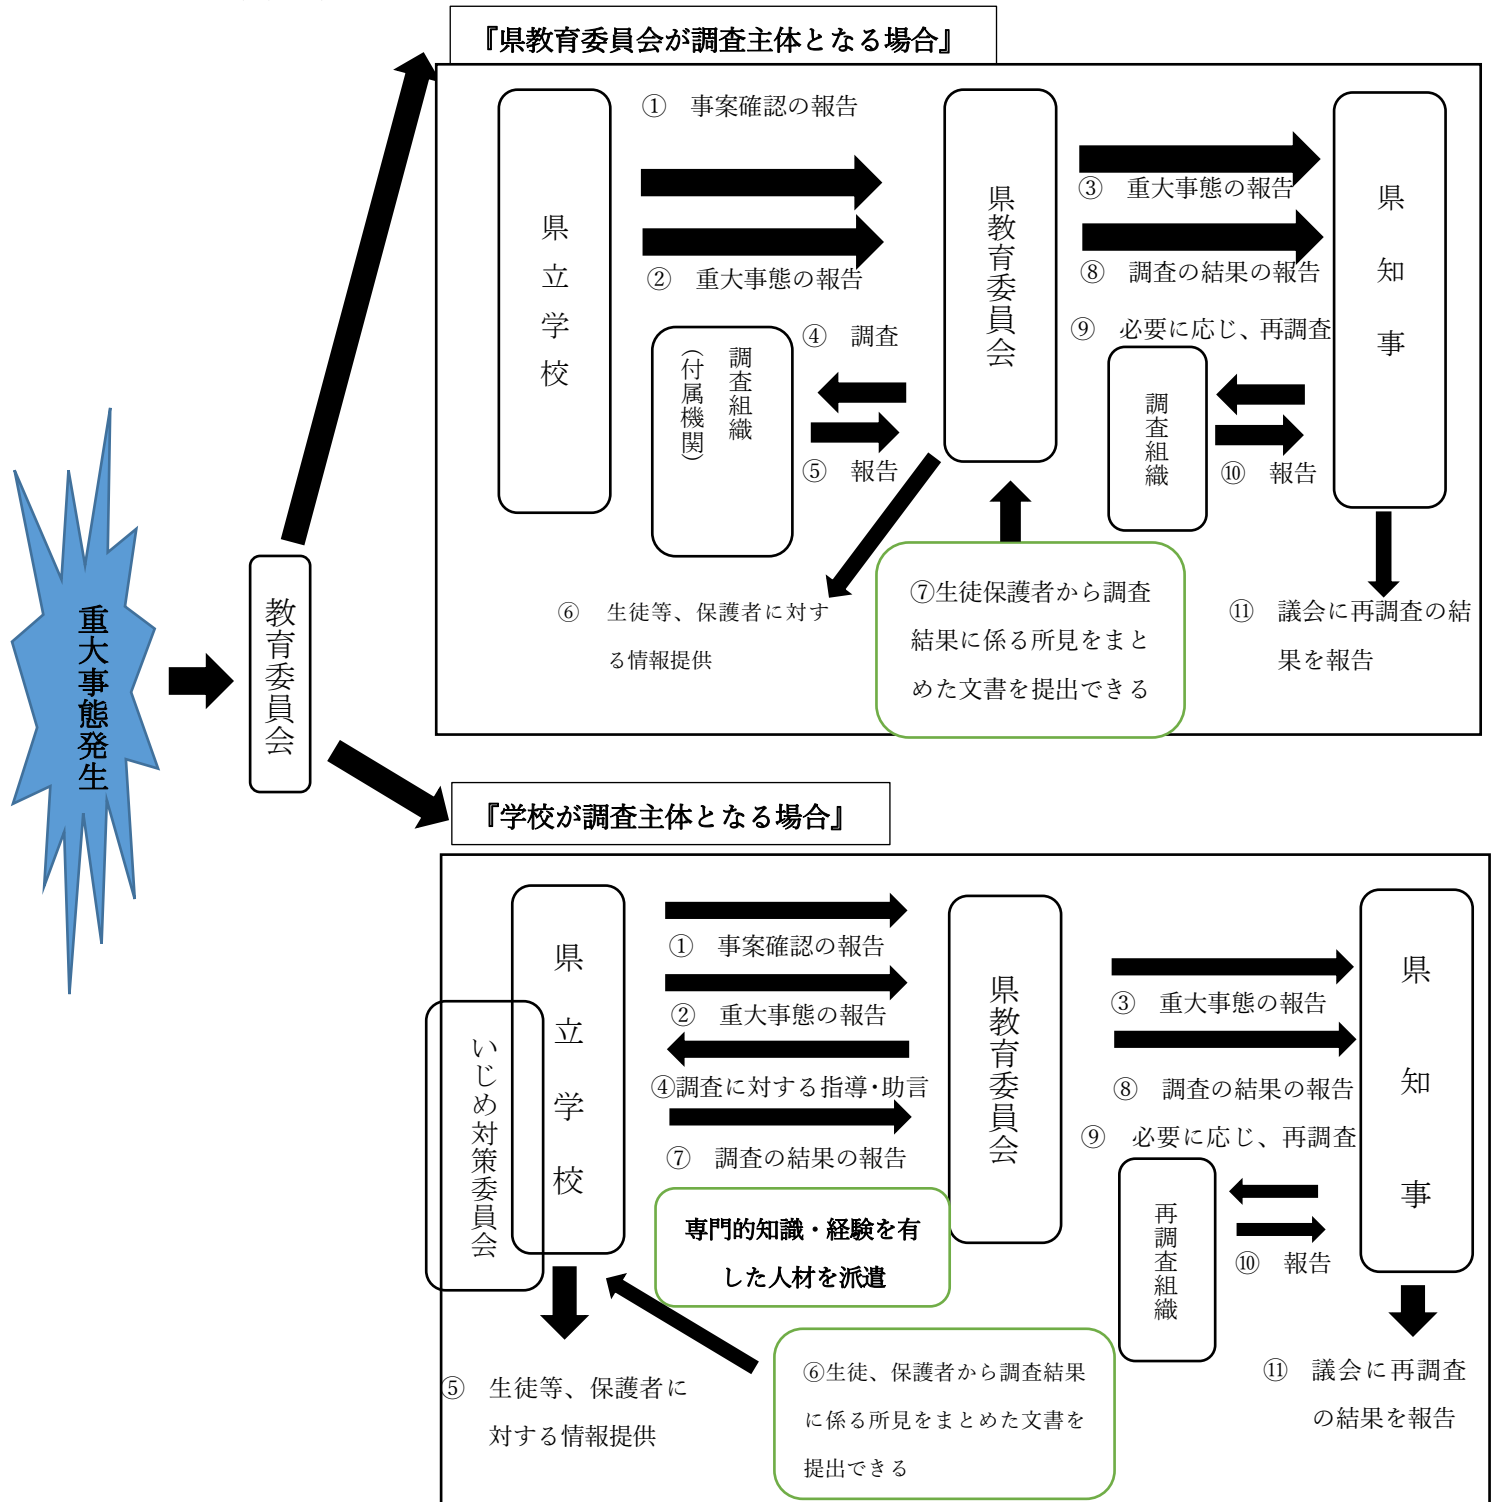 『県教育委員会が調査主体となる場合』
① 事案確認の報告
県立学校
② 重大事態の報告
県教育委員会
③ 重大事態の報告
⑧ 調査の結果の報告
県知事
⑨ 必要に応じ、再調査
④ 調査
調査組織
(付属機関)
⑤ 報告
調査組織
⑩ 報告
⑥ 生徒等、保護者に対す
る情報提供
⑦生徒保護者から調査
結果に係る所見をまと
めた文書を提出できる
⑪ 議会に再調査の結
果を報告
重大事態発生
教育委員会
『学校が調査主体となる場合』
県立学校
いじめ対策委員会
① 事案確認の報告
② 重大事態の報告
④調査に対する指導・助言
⑦ 調査の結果の報告
県教育委員会
③ 重大事態の報告
⑧ 調査の結果の報告
県知事
⑨ 必要に応じ、再調査
再調査組織
⑩ 報告
専門的知識・経験を有
した人材を派遣
⑤ 生徒等、保護者に
対する情報提供
⑥生徒、保護者から調査結果
に係る所見をまとめた文書を
提出できる
⑪ 議会に再調査
の結果を報告